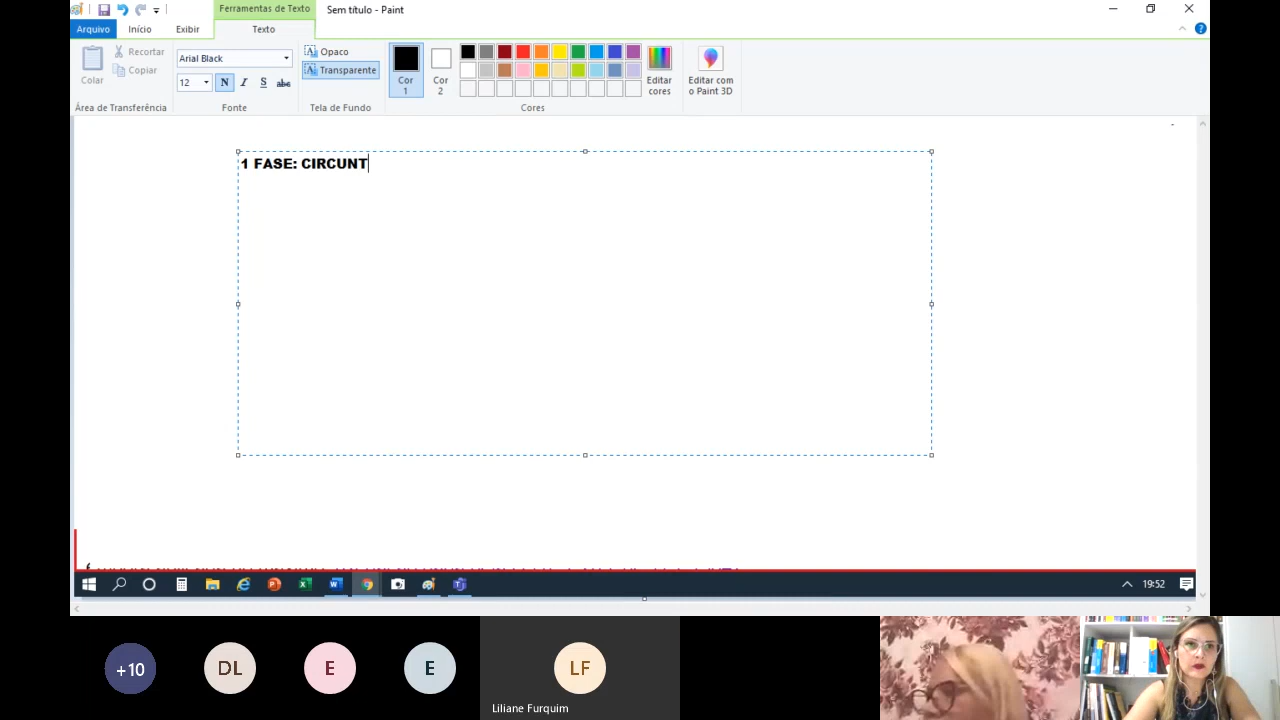 Ferramentas de Texto
Sem título - Paint
Arquivo
Início
Exibir
Texto
Colar
Recortar
Copiar
Área de Transferência
Arial Black
12
N I S abc
Fonte
Opaco
Transparente
Tela de Fundo
Cor 1
Cor 2
Editar cores
Cores
Editar com o Paint 3D
1 FASE: CIRCUNT
19:52
+10
DL
E
E
LF
Liliane Furquim